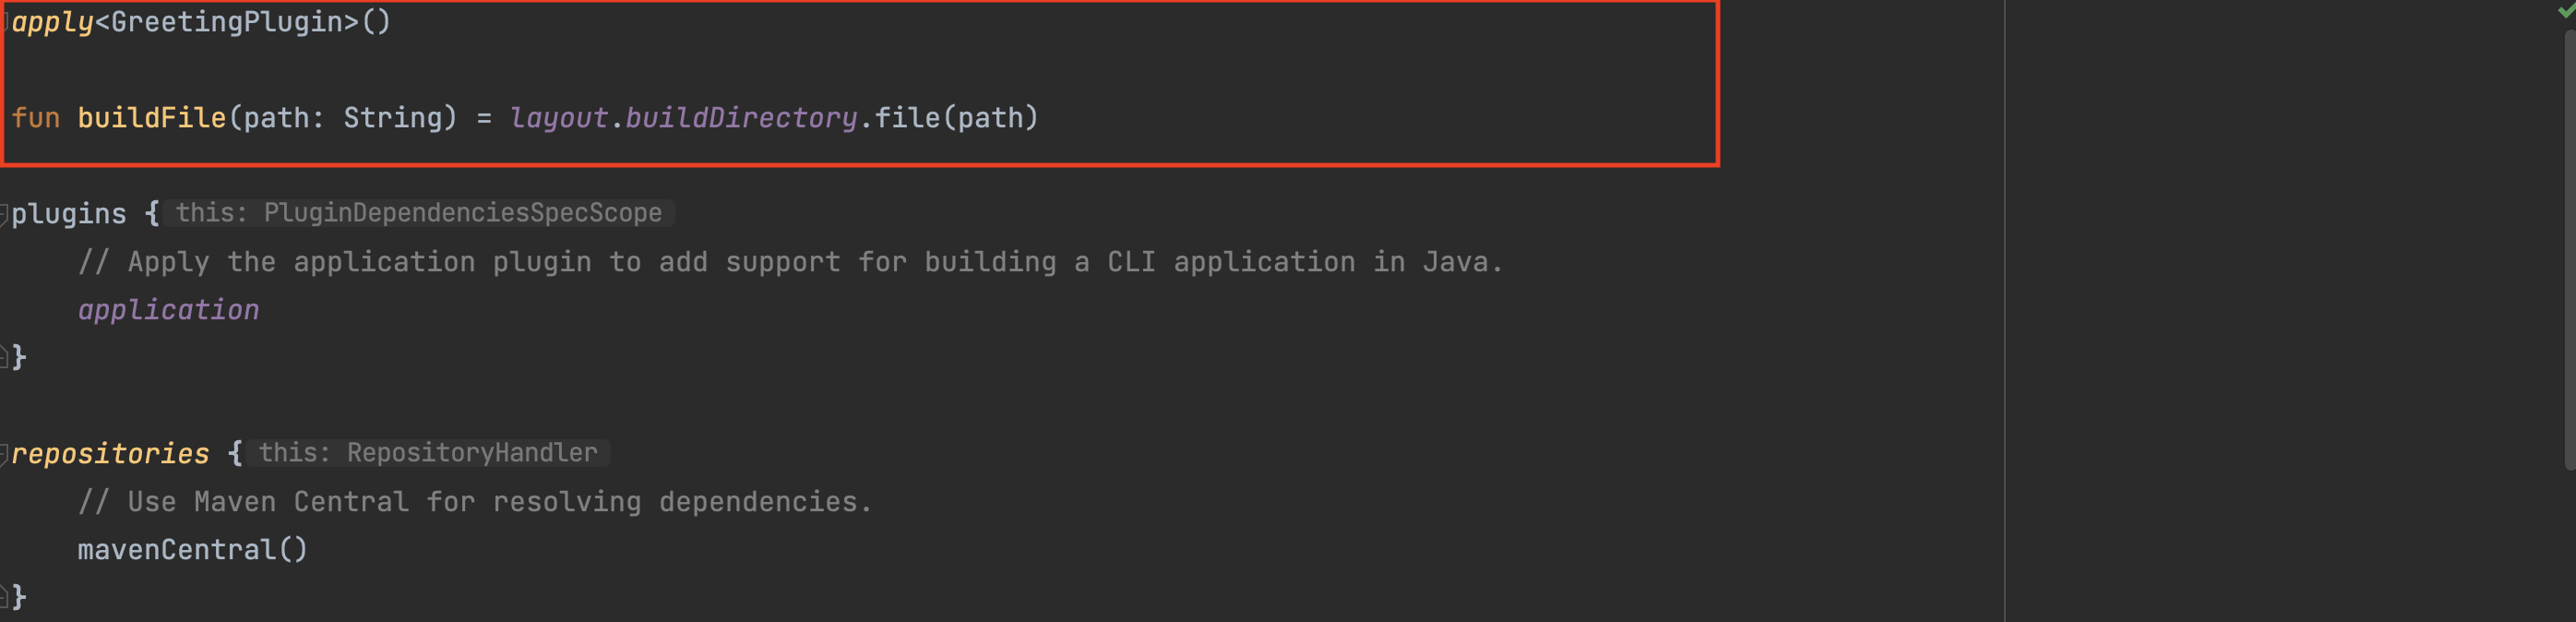 apply<GreetingPlugin>()
fun buildFile(path: String) = layout.buildDirectory.file(path)
plugins { this: PluginDependenciesSpecScope
// Apply the application plugin to add support for building a CLI application in Java.
application
}
repositories { this: RepositoryHandler
// Use Maven Central for resolving dependencies.
mavenCentral()
}